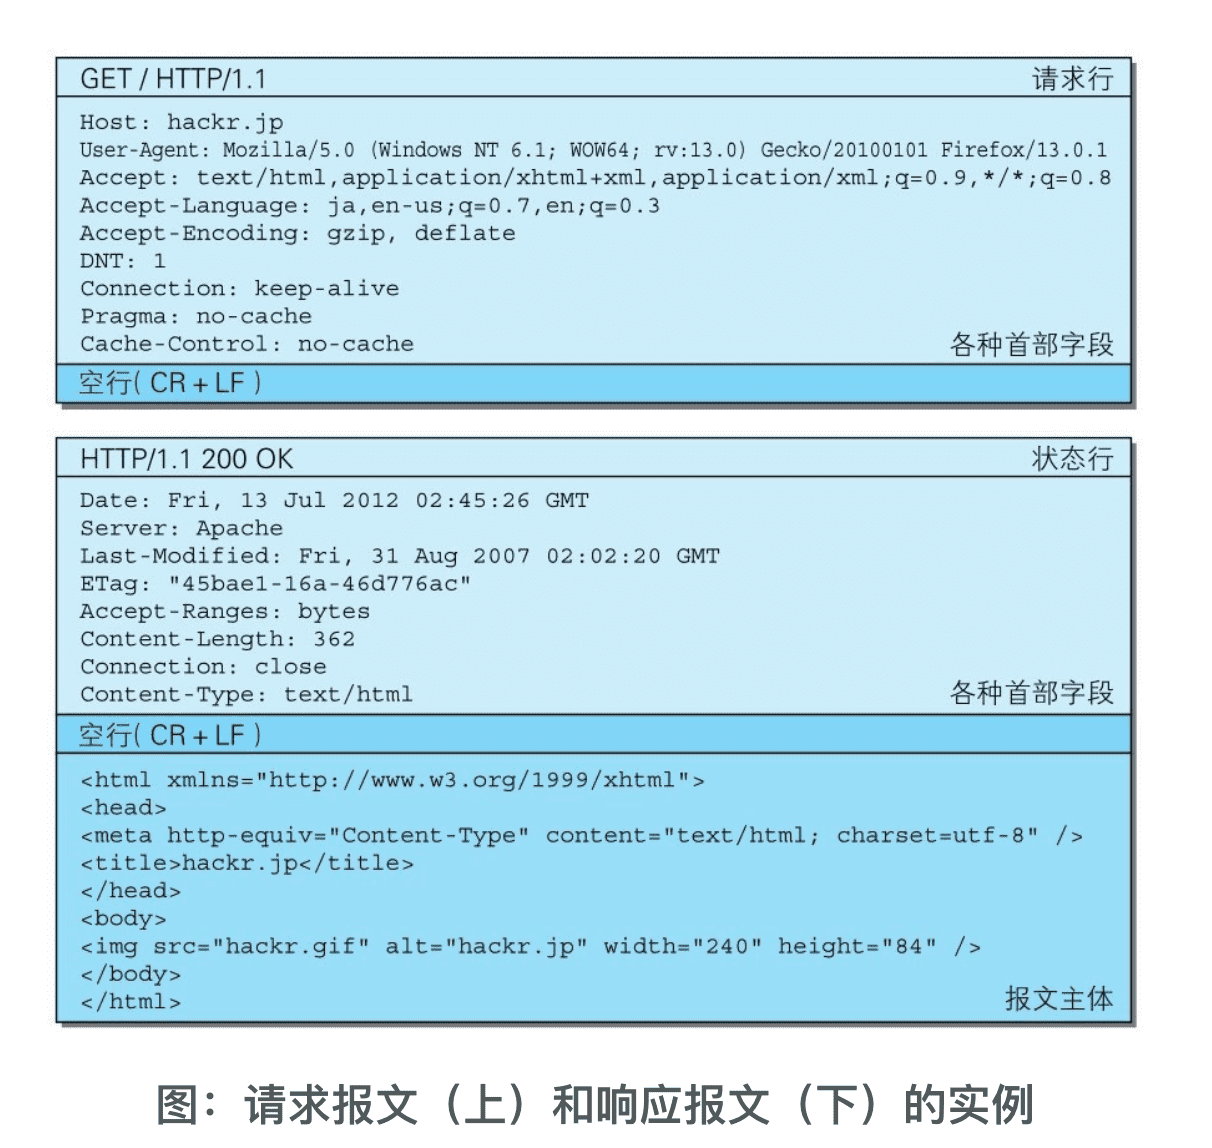 GET / HTTP/1.1 请求行
Host: hackr.jp
User-Agent: Mozilla/5.0 (Windows NT 6.1; WOW64; rv:13.0) Gecko/20100101 Firefox/13.0.1
Accept: text/html,application/xhtml+xml,application/xml;q=0.9,*/*;q=0.8
Accept-Language: ja,en-us;q=0.7,en;q=0.3
Accept-Encoding: gzip, deflate
DNT: 1
Connection: keep-alive
Pragma: no-cache
Cache-Control: no-cache 各种首部字段
空行( CR + LF )
HTTP/1.1 200 OK 状态行
Date: Fri, 13 Jul 2012 02:45:26 GMT
Server: Apache
Last-Modified: Fri, 31 Aug 2007 02:02:20 GMT
ETag: "45bae1-16a-46d776ac"
Accept-Ranges: bytes
Content-Length: 362
Connection: close
Content-Type: text/html 各种首部字段
空行( CR + LF )
<html xmlns="http://www.w3.org/1999/xhtml">
<head>
<meta http-equiv="Content-Type" content="text/html; charset=utf-8" />
<title>hackr.jp</title>
</head>
<body>
<img src="hackr.gif" alt="hackr.jp" width="240" height="84" />
</body>
</html> 报文主体
图：请求报文（上）和响应报文（下）的实例